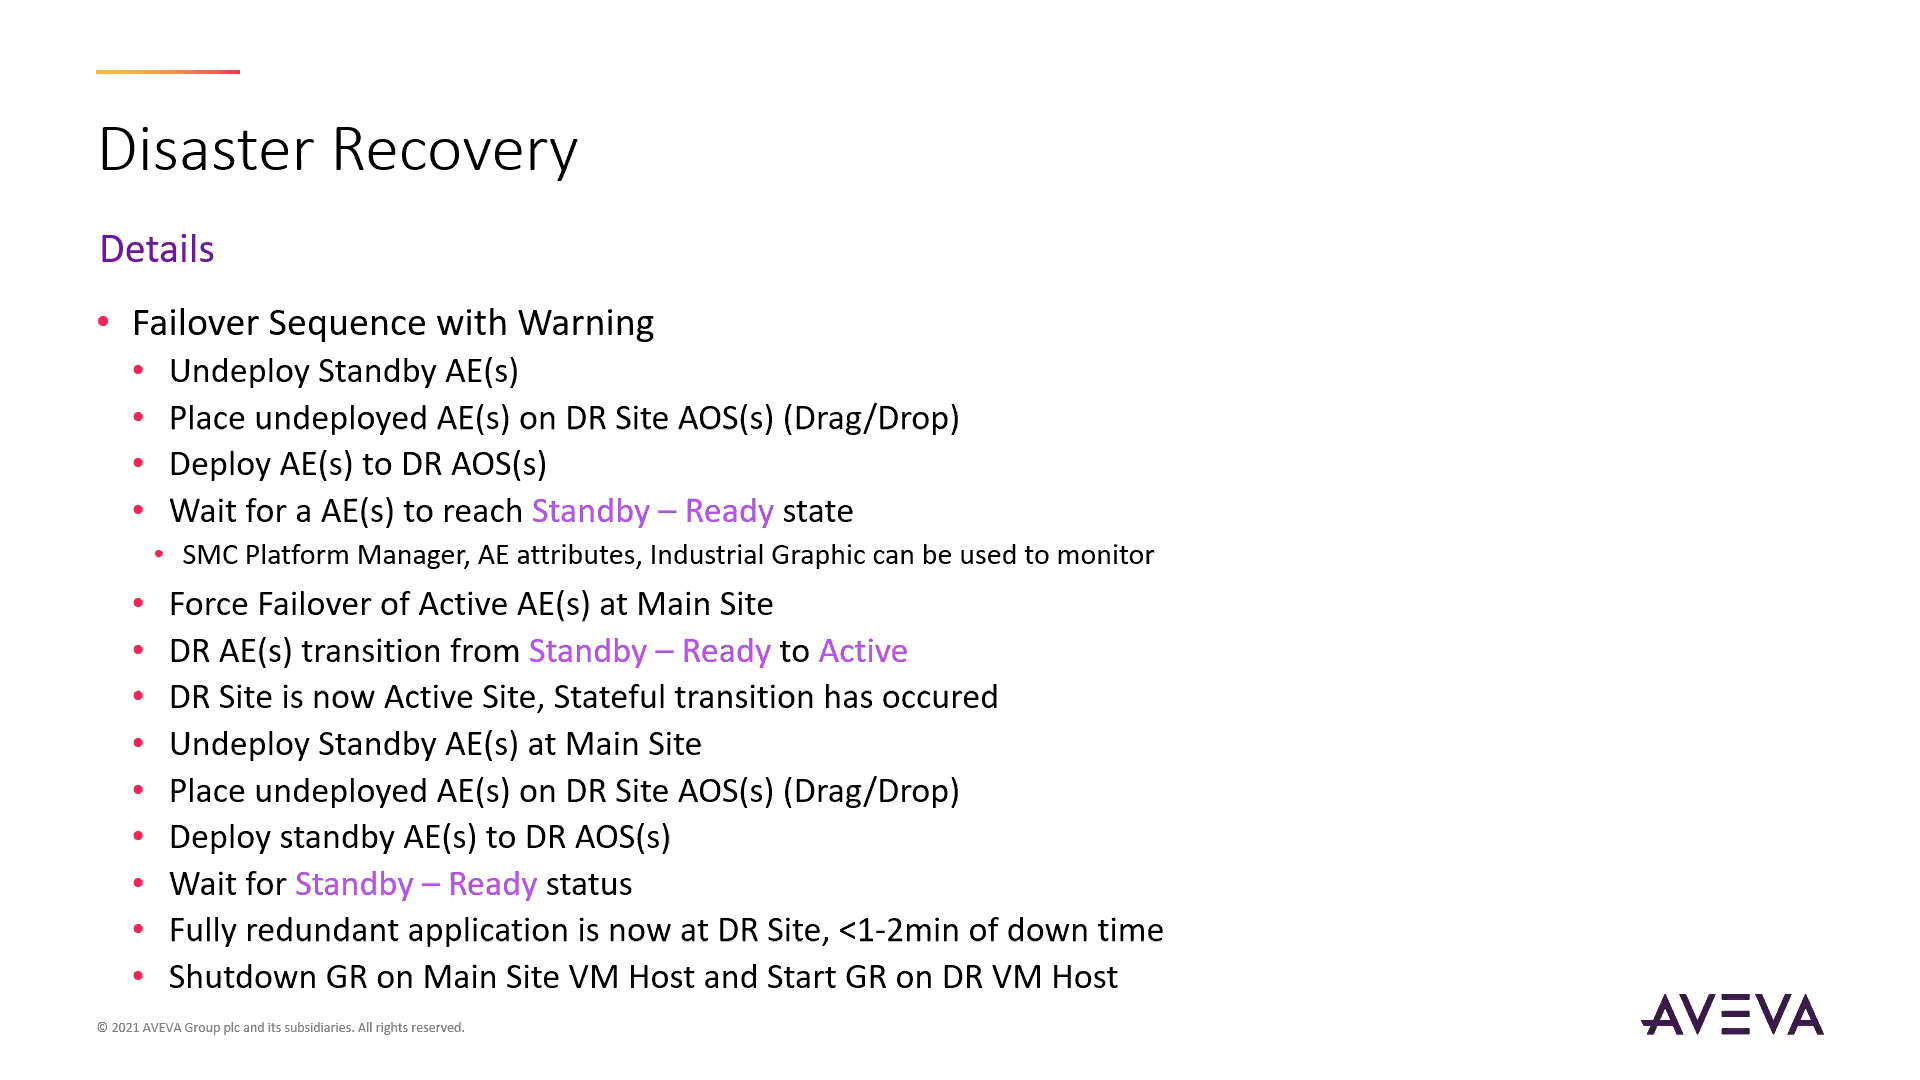 Disaster Recovery
Details
• Failover Sequence with Warning
• Undeploy Standby AE(s)
• Place undeployed AE(s) on DR Site AOS(s) (Drag/Drop)
• Deploy AE(s) to DR AOS(s)
• Wait for a AE(s) to reach Standby – Ready state
• SMC Platform Manager, AE attributes, Industrial Graphic can be used to monitor
• Force Failover of Active AE(s) at Main Site
• DR AE(s) transition from Standby – Ready to Active
• DR Site is now Active Site, Stateful transition has occured
• Undeploy Standby AE(s) at Main Site
• Place undeployed AE(s) on DR Site AOS(s) (Drag/Drop)
• Deploy standby AE(s) to DR AOS(s)
• Wait for Standby – Ready status
• Fully redundant application is now at DR Site, <1-2min of down time
• Shutdown GR on Main Site VM Host and Start GR on DR VM Host
© 2021 AVEVA Group plc and its subsidiaries. All rights reserved.
AVEVA